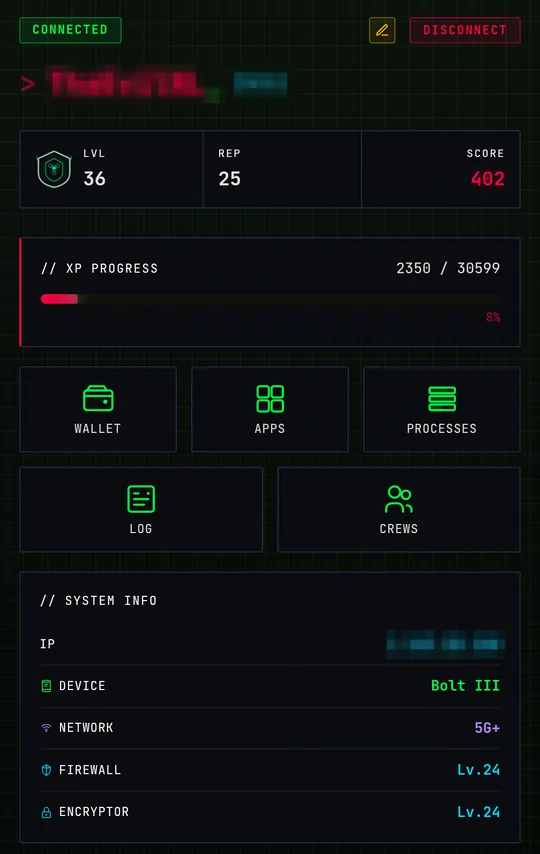 CONNECTED
DISCONNECT
>
LVL
36
REP
25
SCORE
402
// XP PROGRESS
2350 / 30599
8%
WALLET
APPS
PROCESSES
LOG
CREWS
// SYSTEM INFO
IP
DEVICE Bolt III
NETWORK 5G+
FIREWALL Lv.24
ENCRYPTOR Lv.24